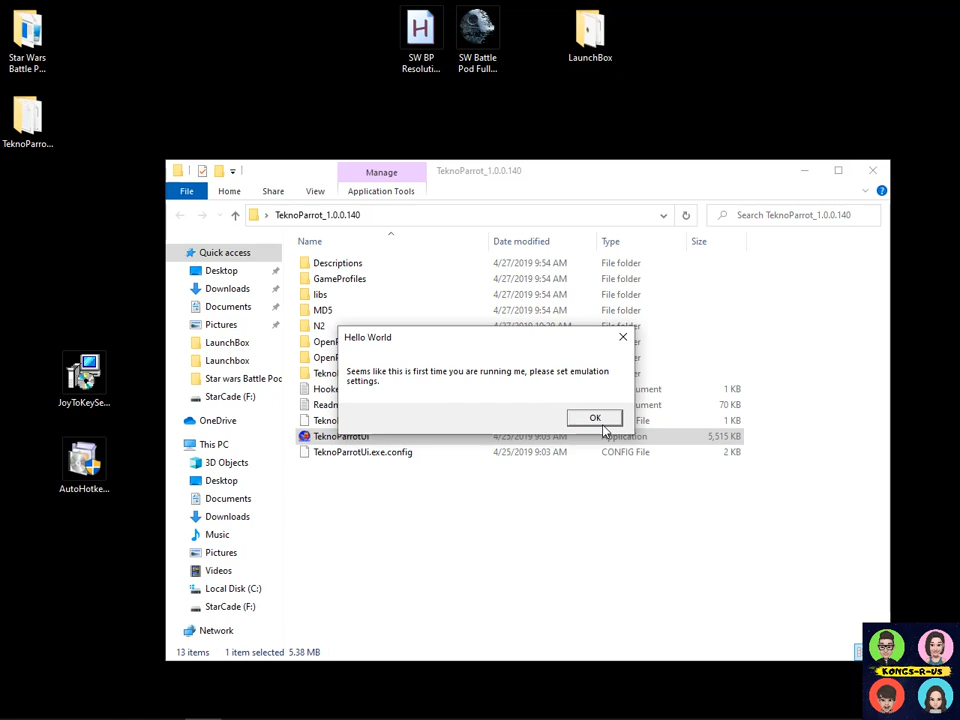 Star Wars
Battle P...
SW BP
Resoluti...
SW Battle
Pod Full...
LaunchBox
TeknoParro...
JoyToKeySe...
AutoHotke...
Manage
TeknoParrot_1.0.0.140
File
Home
Share
View
Application Tools
TeknoParrot_1.0.0.140
Search TeknoParrot_1.0.0.140
Name
Date modified
Type
Size
Quick access
Desktop
Downloads
Documents
Pictures
LaunchBox
Launchbox
Star wars Battle Pod
StarCade (F:)
OneDrive
This PC
3D Objects
Desktop
Documents
Downloads
Music
Pictures
Videos
Local Disk (C:)
StarCade (F:)
Network
Descriptions 4/27/2019 9:54 AM File folder
GameProfiles 4/27/2019 9:54 AM File folder
libs 4/27/2019 9:54 AM File folder
MD5 4/27/2019 9:54 AM File folder
N2
OpenP
OpenP
Tekno
Hooke 1 KB
Readn 70 KB
Tekno 1 KB
TeknoParrotUi 4/25/2019 9:03 AM Application 5,515 KB
TeknoParrotUi.exe.config 4/25/2019 9:03 AM CONFIG File 2 KB
Hello World
Seems like this is first time you are running me, please set emulation
settings.
OK
13 items 1 item selected 5.38 MB
KONGS-R-US